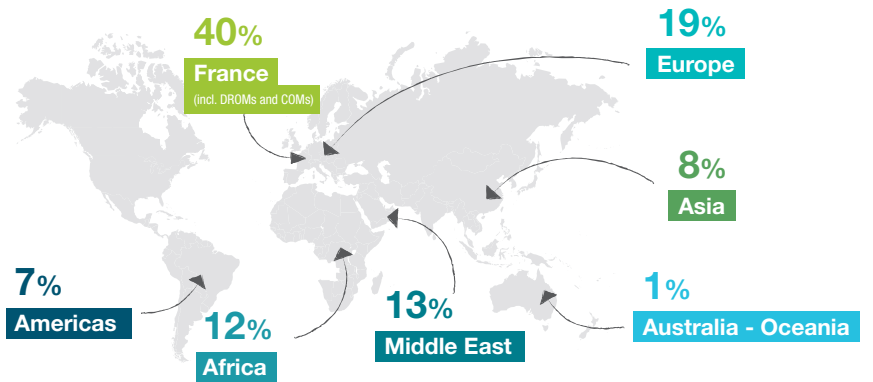 40%
France
(incl. DROMs and COMs)
19%
Europe
8%
Asia
7%
Americas
12%
Africa
13%
Middle East
1%
Australia - Oceania